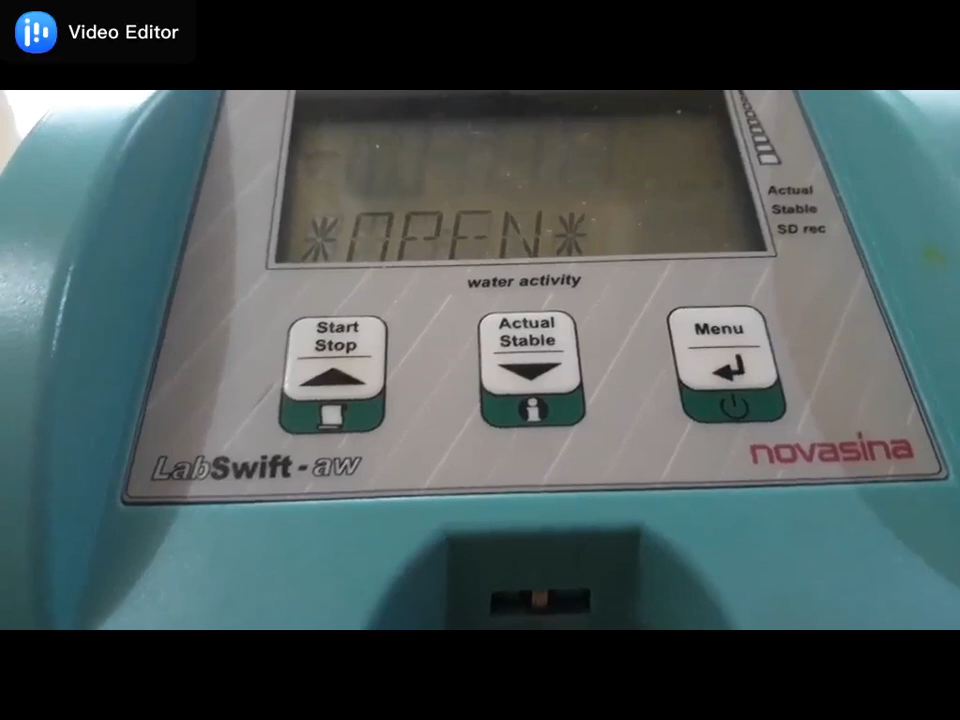 Video Editor
Actual
Stable
SD rec
*OPEN*
water activity
Start
Stop
Actual
Stable
Menu
LabSwift-aw
novasina